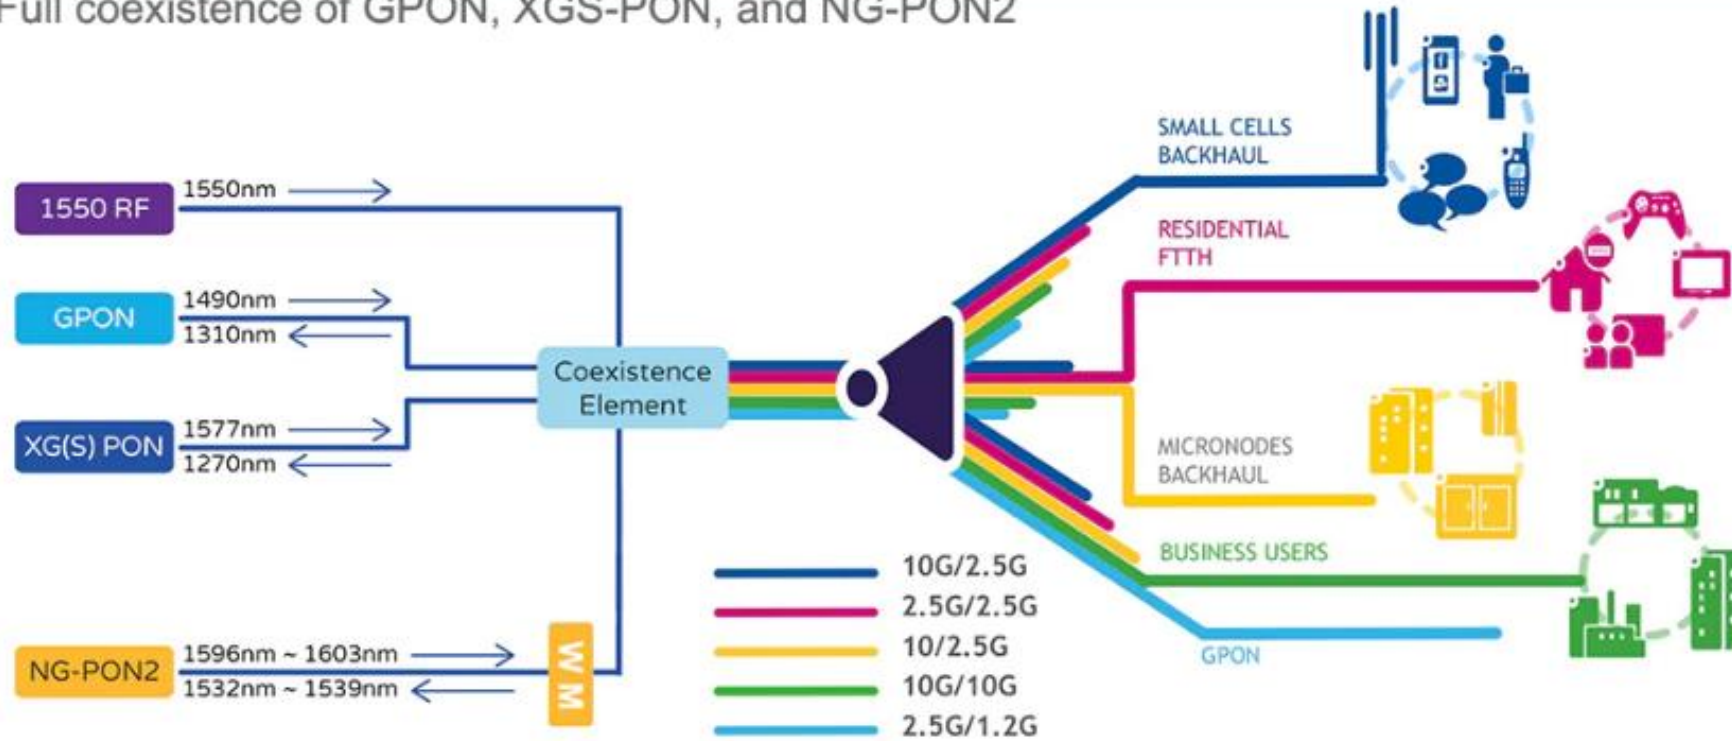 Full coexistence of GPON, XGS-PON, and NG-PON2
1550 RF
1550nm
GPON
1490nm
1310nm
XG(S) PON
1577nm
1270nm
NG-PON2
1596nm ~ 1603nm
1532nm ~ 1539nm
WM
Coexistence
Element
SMALL CELLS
BACKHAUL
RESIDENTIAL
FTTH
MICRONODES
BACKHAUL
BUSINESS USERS
GPON
10G/2.5G
2.5G/2.5G
10/2.5G
10G/10G
2.5G/1.2G